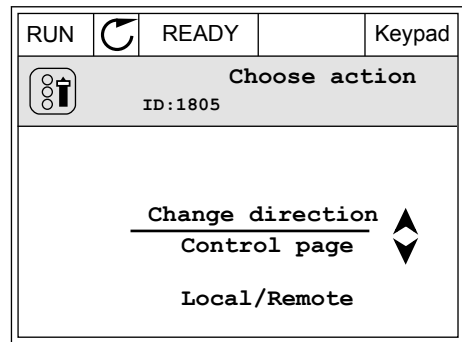 RUN READY Keypad
Choose action
ID:1805
Change direction
Control page
Local/Remote